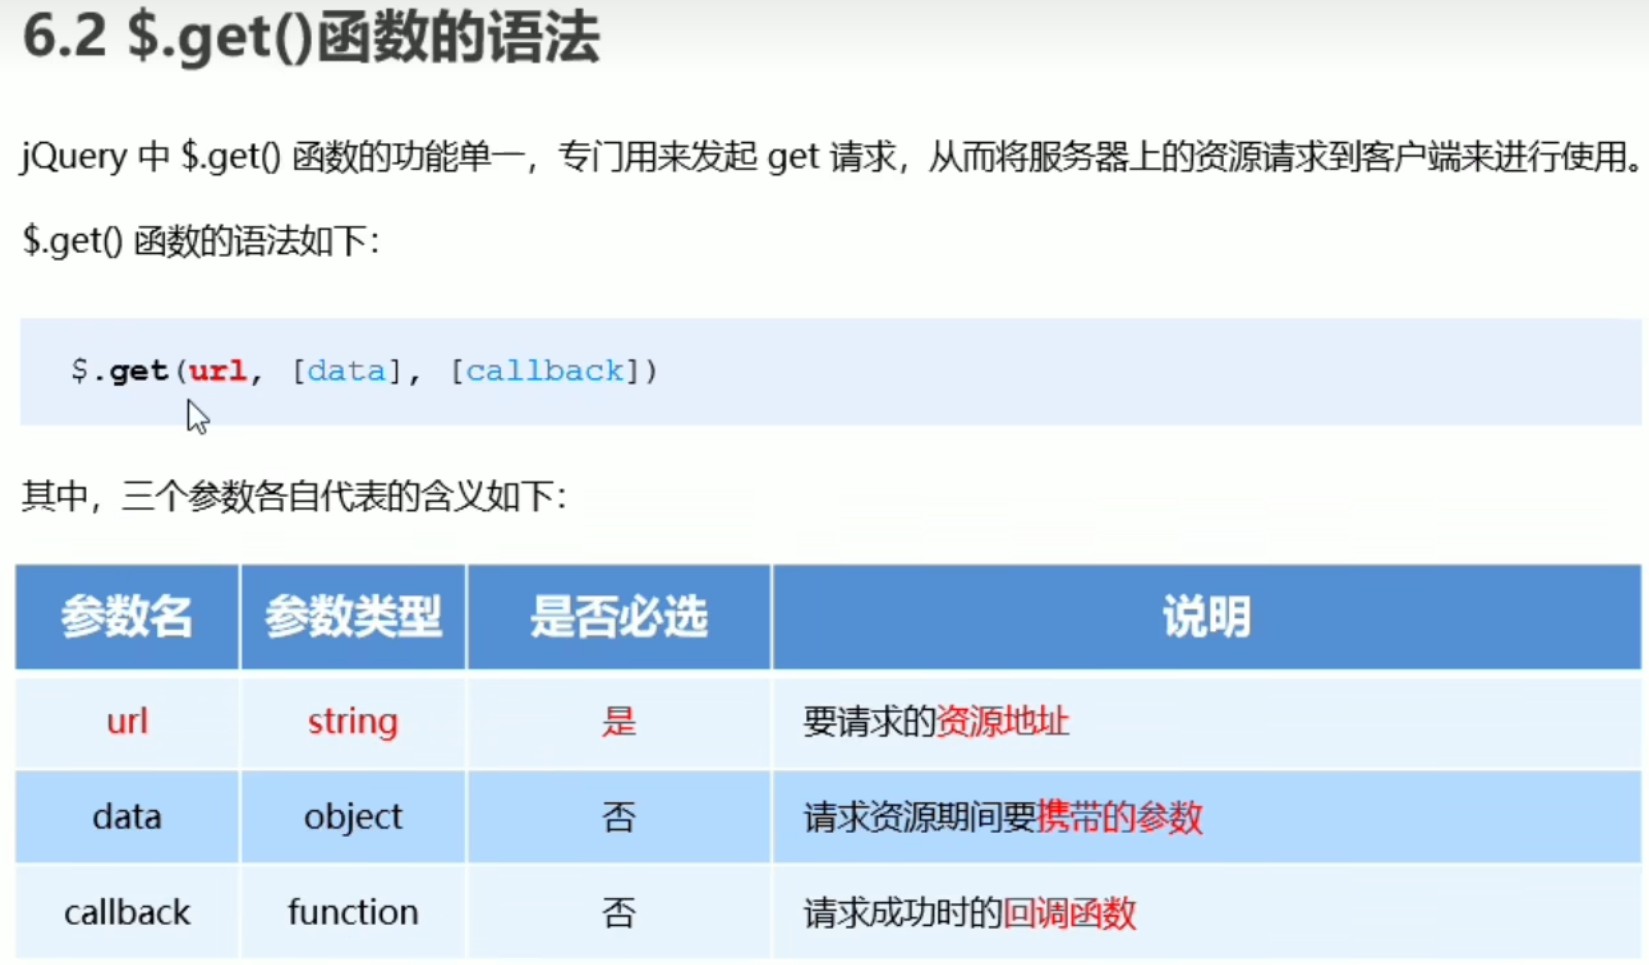 6.2 $.get()函数的语法
jQuery 中 $.get() 函数的功能单一，专门用来发起 get 请求，从而将服务器上的资源请求到客户端来进行使用。
$.get() 函数的语法如下：
$.get(url, [data], [callback])
其中，三个参数各自代表的含义如下：
参数名 参数类型 是否必选 说明
url string 是 要请求的资源地址
data object 否 请求资源期间要携带的参数
callback function 否 请求成功时的回调函数